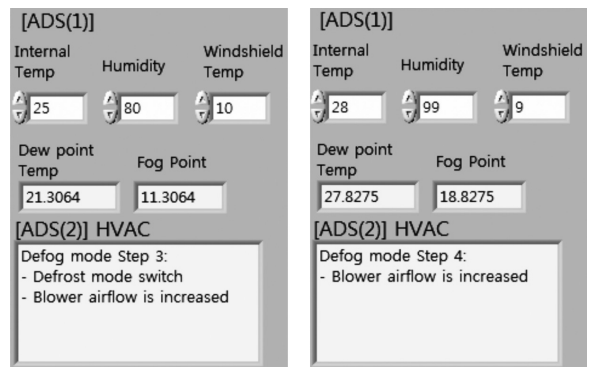 [ADS(1)]
Internal Temp
Humidity
Windshield Temp
25
80
10
Dew point Temp
Fog Point
21.3064
11.3064
[ADS(2)] HVAC
Defog mode Step 3:
- Defrost mode switch
- Blower airflow is increased
[ADS(1)]
Internal Temp
Humidity
Windshield Temp
28
99
9
Dew point Temp
Fog Point
27.8275
18.8275
[ADS(2)] HVAC
Defog mode Step 4:
- Blower airflow is increased